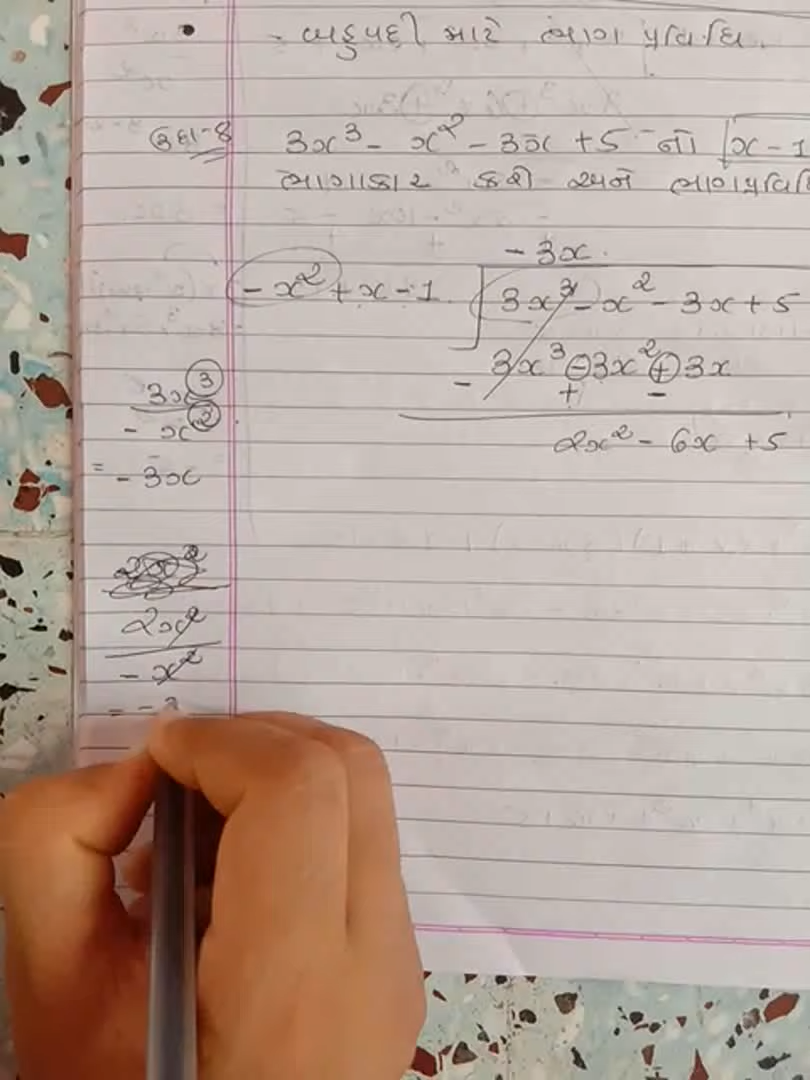 - બહુપદી માટે ભાગ પ્રવિધિ.
ઉદા-8 3x³ - x² - 3x + 5 નો x - 1
ભાગાકાર કરો અને ભાગપ્રવિધિ
- 3x
- x² + x - 1 3x³ - x² - 3x + 5
- 3x³ - 3x² + 3x
+ -
2x² - 6x + 5
3x³
- x²
= - 3x
2x²
- x²
= -